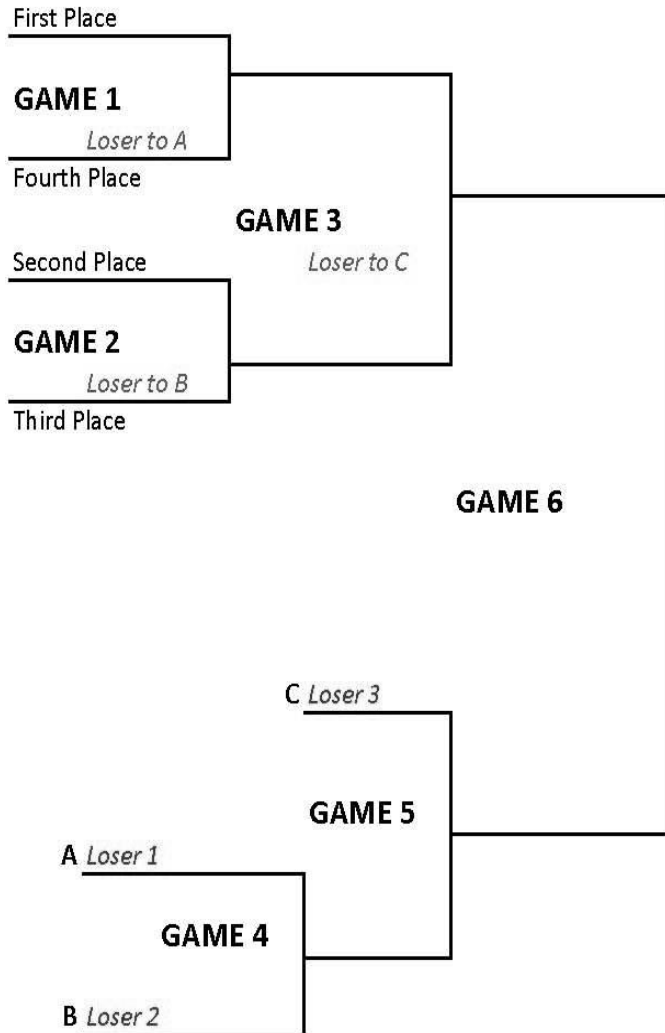 First Place
GAME 1
Loser to A
Fourth Place
GAME 3
Second Place
Loser to C
GAME 2
Loser to B
Third Place
GAME 6
C Loser 3
GAME 5
A Loser 1
GAME 4
B Loser 2